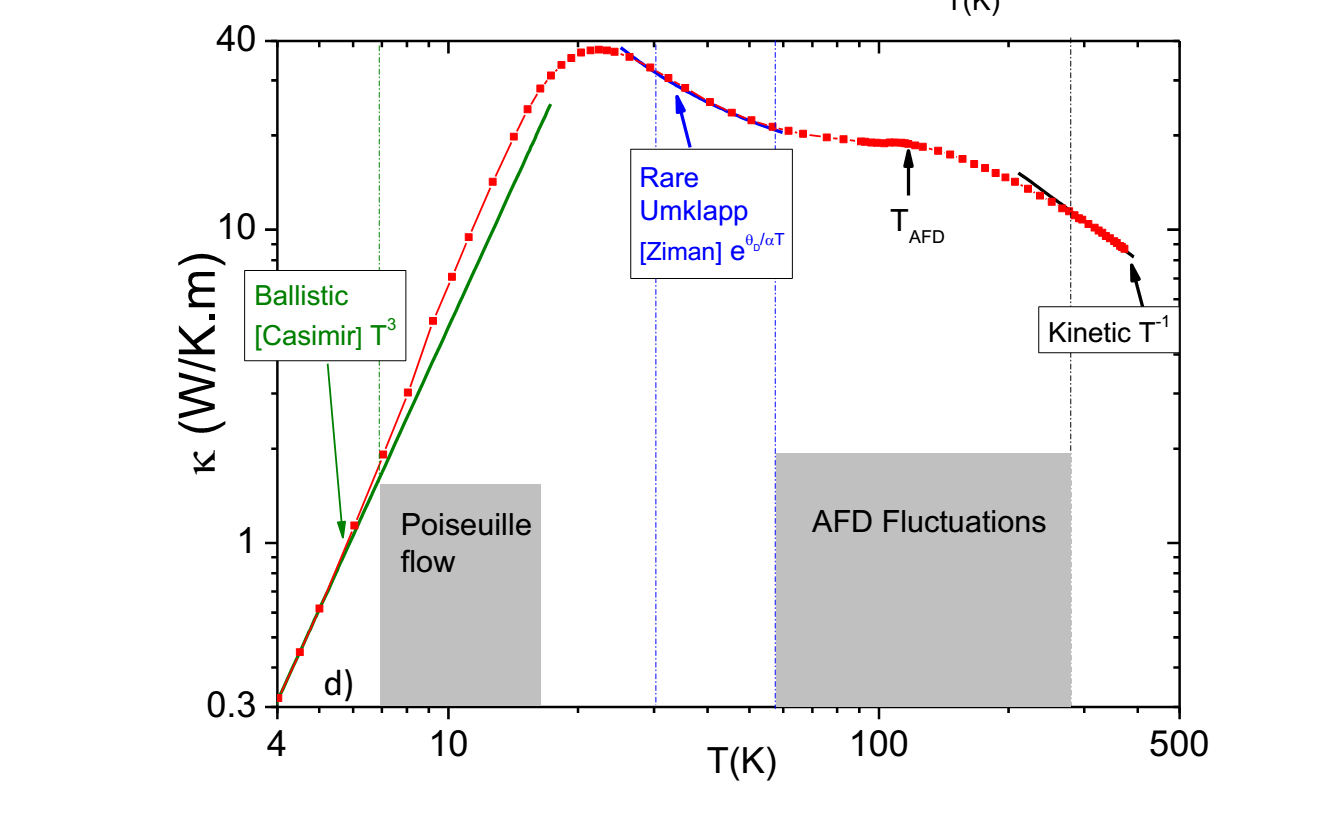 T(K)
40
10
1
0.3
κ (W/K.m)
Ballistic
[Casimir] T³
Rare
Umklapp
[Ziman] e^θ_D/αT
T_AFD
Kinetic T⁻¹
Poiseuille
flow
AFD Fluctuations
d)
4
10
100
500
T(K)